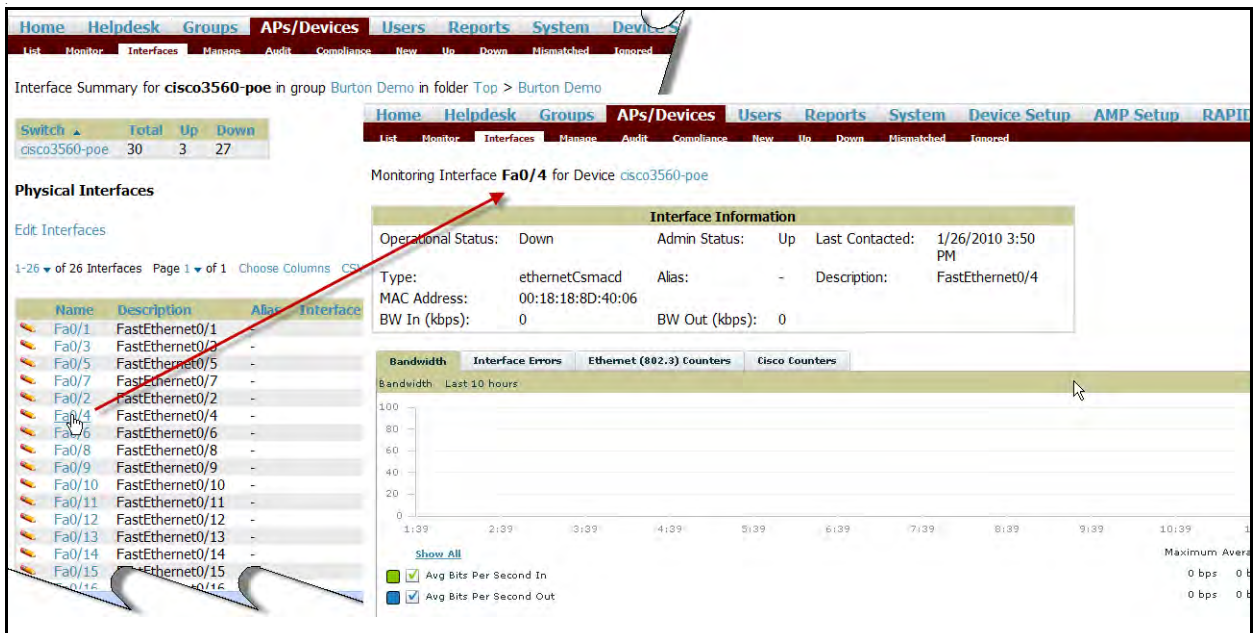 Home Helpdesk Groups APs/Devices Users Reports System
List Monitor Interfaces Manage Audit Compliance New Up Down Mismatched Ignored
Interface Summary for cisco3560-poe in group Burton Demo in folder Top > Burton Demo
Switch Total Up Down
cisco3560-poe 30 3 27
Physical Interfaces
Edit Interfaces
1-26 of 26 Interfaces Page 1 of 1 Choose Columns
Name Description Alias Interface
Fa0/1 FastEthernet0/1 -
Fa0/3 FastEthernet0/3 -
Fa0/5 FastEthernet0/5 -
Fa0/7 FastEthernet0/7 -
Fa0/2 FastEthernet0/2 -
Fa0/4 FastEthernet0/4 -
Fa0/6 FastEthernet0/6 -
Fa0/8 FastEthernet0/8 -
Fa0/9 FastEthernet0/9 -
Fa0/10 FastEthernet0/10 -
Fa0/11 FastEthernet0/11 -
Fa0/12 FastEthernet0/12 -
Fa0/13 FastEthernet0/13 -
Fa0/14 FastEthernet0/14 -
Fa0/15 FastEthernet0/15 -
Home Helpdesk Groups APs/Devices Users Reports System Device Setup AMP Setup RAPID
List Monitor Interfaces Manage Audit Compliance New Up Down Mismatched Ignored
Monitoring Interface Fa0/4 for Device cisco3560-poe
Interface Information
Operational Status: Down Admin Status: Up Last Contacted: 1/26/2010 3:50
PM
Type: ethernetCsmacd Alias: - Description: FastEthernet0/4
MAC Address: 00:18:18:8D:40:06
BW In (kbps): 0 BW Out (kbps): 0
Bandwidth Interface Errors Ethernet (802.3) Counters Cisco Counters
Bandwidth Last 10 hours
100
80
60
40
20
0
1:39 2:39 3:39 4:39 5:39 6:39 7:39 8:39 9:39 10:39
Show All Maximum Avera
Avg Bits Per Second In 0 bps 0 b
Avg Bits Per Second Out 0 bps 0 b